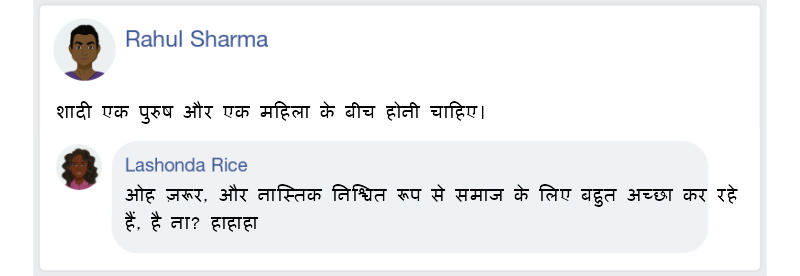 Rahul Sharma
शादी एक पुरुष और एक महिला के बीच होनी चाहिए।
Lashonda Rice
ओह ज़रूर, और नास्तिक निश्चित रूप से समाज के लिए बहुत अच्छा कर रहे
हैं, है ना? हाहाहा